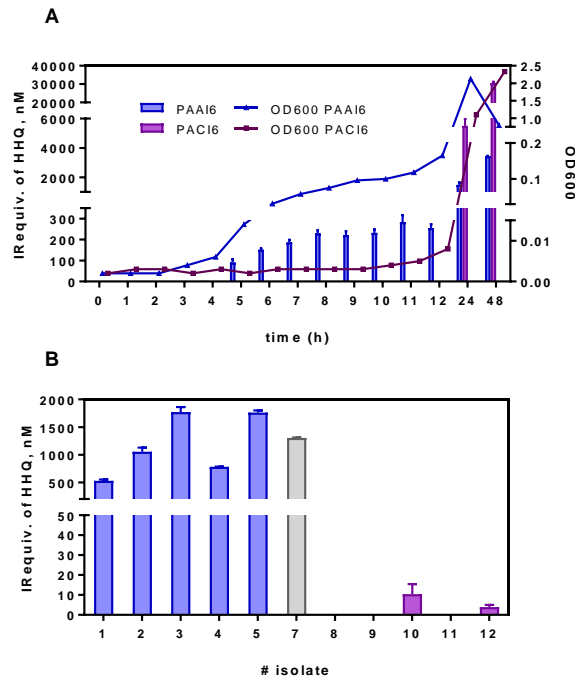 A
IRequiv. of HHQ, nM
40000
30000
20000
10000
6000
4000
2000
300
200
100
0
PAAI6 OD600 PAAI6
PACI6 OD600 PACI6
2.5
2.0
1.5
1.0
0.2
0.1
0.01
0.00
OD600
0 1 2 3 4 5 6 7 8 9 10 11 12 24 48
time (h)
B
IRequiv. of HHQ, nM
2000
1500
1000
500
50
40
30
20
10
0
1 2 3 4 5 7 8 9 10 11 12
# isolate